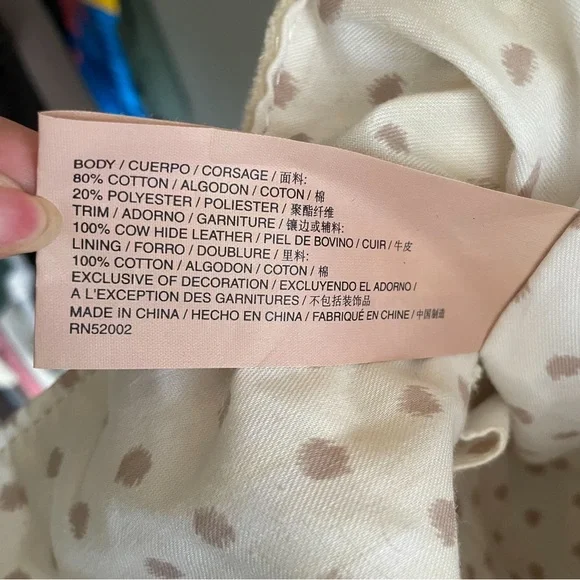 BODY / CUERPO / CORSAGE / 面料:
80% COTTON / ALGODON / COTON / 棉
20% POLYESTER / POLIESTER / 聚酯纤维
TRIM / ADORNO / GARNITURE / 镶边或辅料:
100% COW HIDE LEATHER / PIEL DE BOVINO / CUIR / 牛皮
LINING / FORRO / DOUBLURE / 里料:
100% COTTON / ALGODON / COTON / 棉
EXCLUSIVE OF DECORATION / EXCLUYENDO EL ADORNO /
A L'EXCEPTION DES GARNITURES / 不包括装饰品
MADE IN CHINA / HECHO EN CHINA / FABRIQUÉ EN CHINE / 中国制造
RN52002